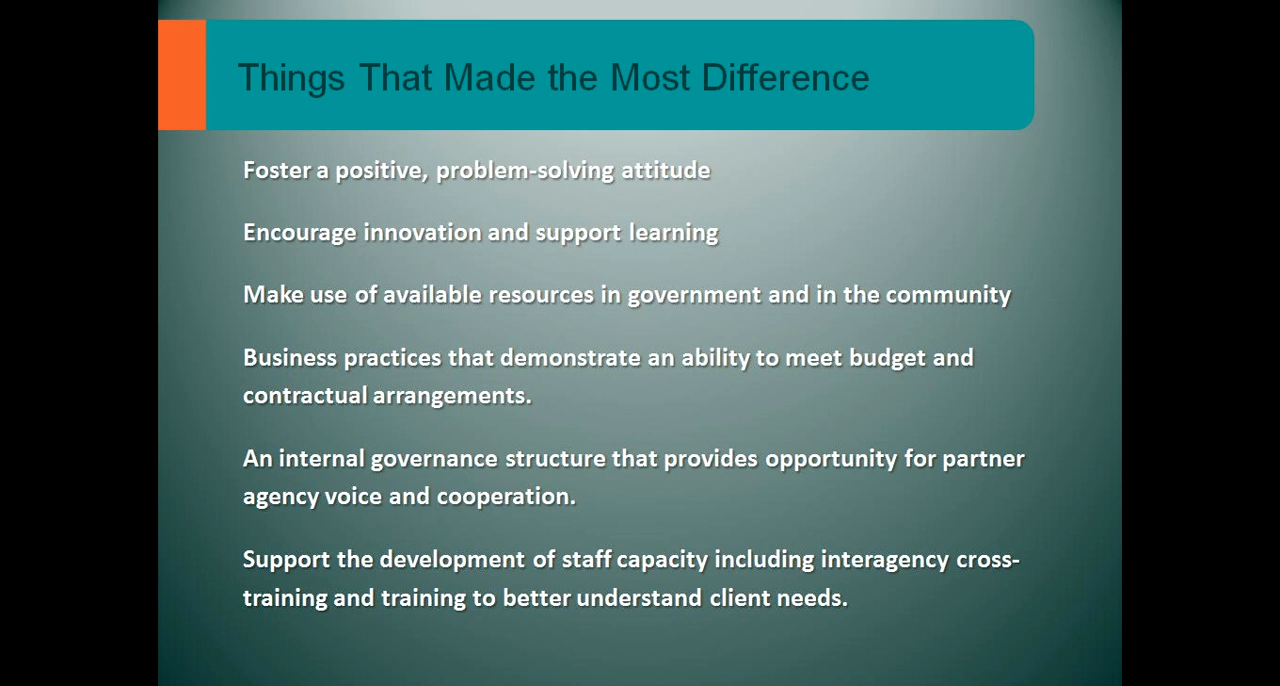 Things That Made the Most Difference
Foster a positive, problem-solving attitude
Encourage innovation and support learning
Make use of available resources in government and in the community
Business practices that demonstrate an ability to meet budget and
contractual arrangements.
An internal governance structure that provides opportunity for partner
agency voice and cooperation.
Support the development of staff capacity including interagency cross-
training and training to better understand client needs.